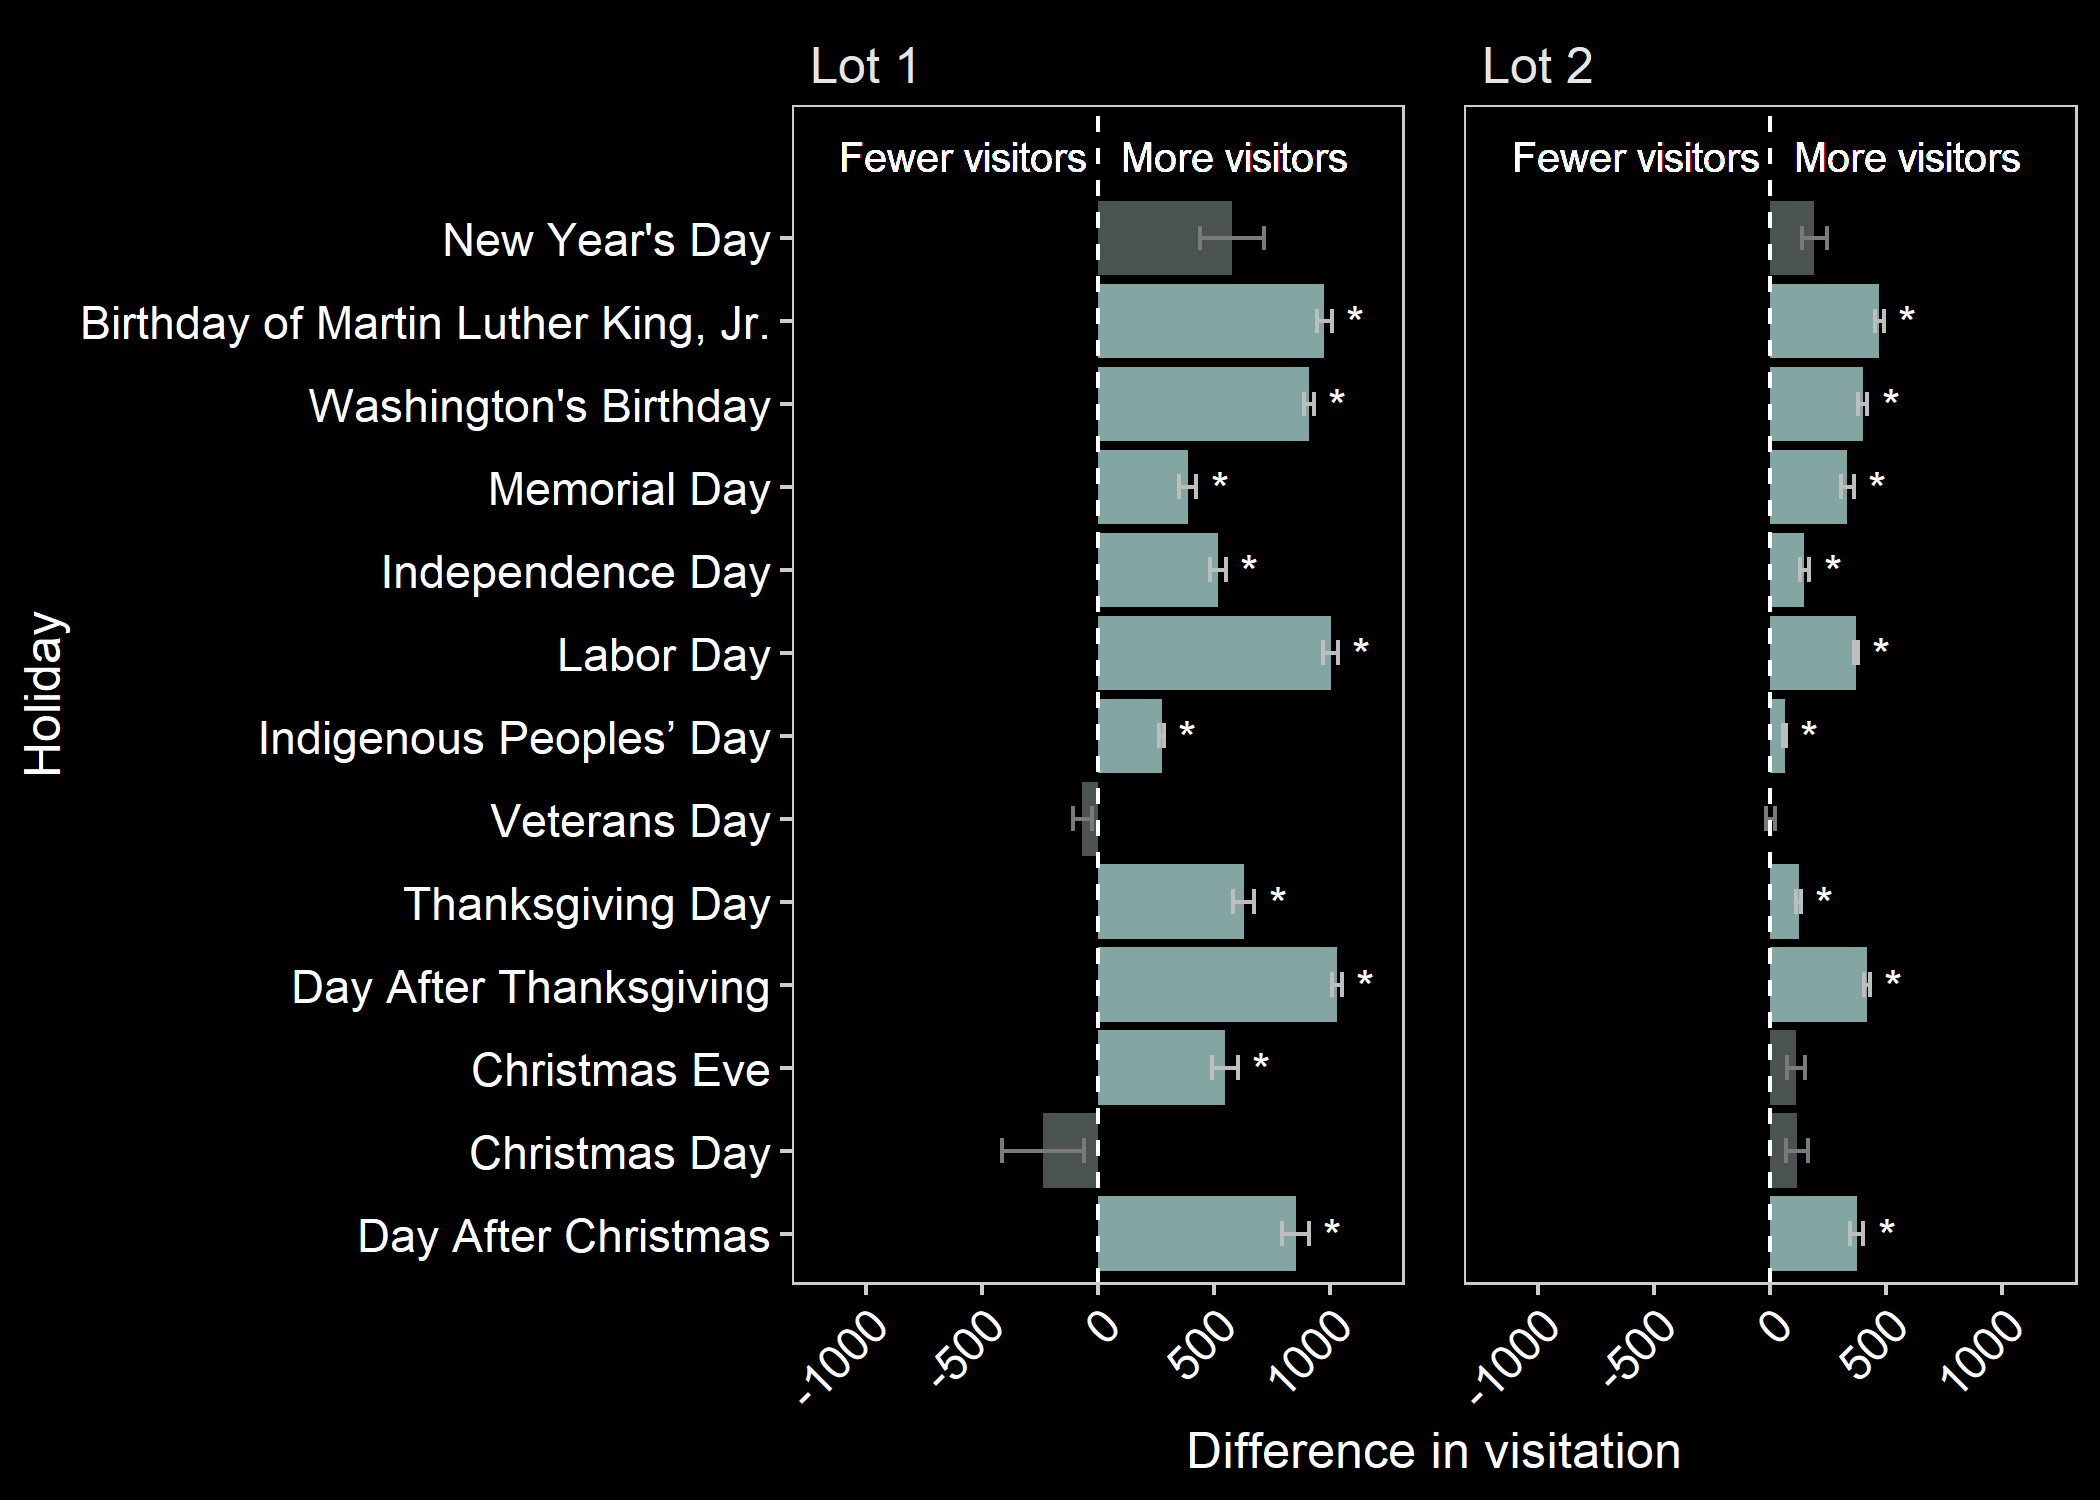 Lot 1
Lot 2
Fewer visitors
More visitors
Fewer visitors
More visitors
New Year's Day
Birthday of Martin Luther King, Jr.
*
*
Washington's Birthday
*
*
Memorial Day
*
*
Independence Day
*
*
Labor Day
*
*
Indigenous Peoples’ Day
*
*
Veterans Day
Thanksgiving Day
*
*
Day After Thanksgiving
*
*
Christmas Eve
*
Christmas Day
Day After Christmas
*
*
Holiday
-1000
-500
0
500
1000
-1000
-500
0
500
1000
Difference in visitation